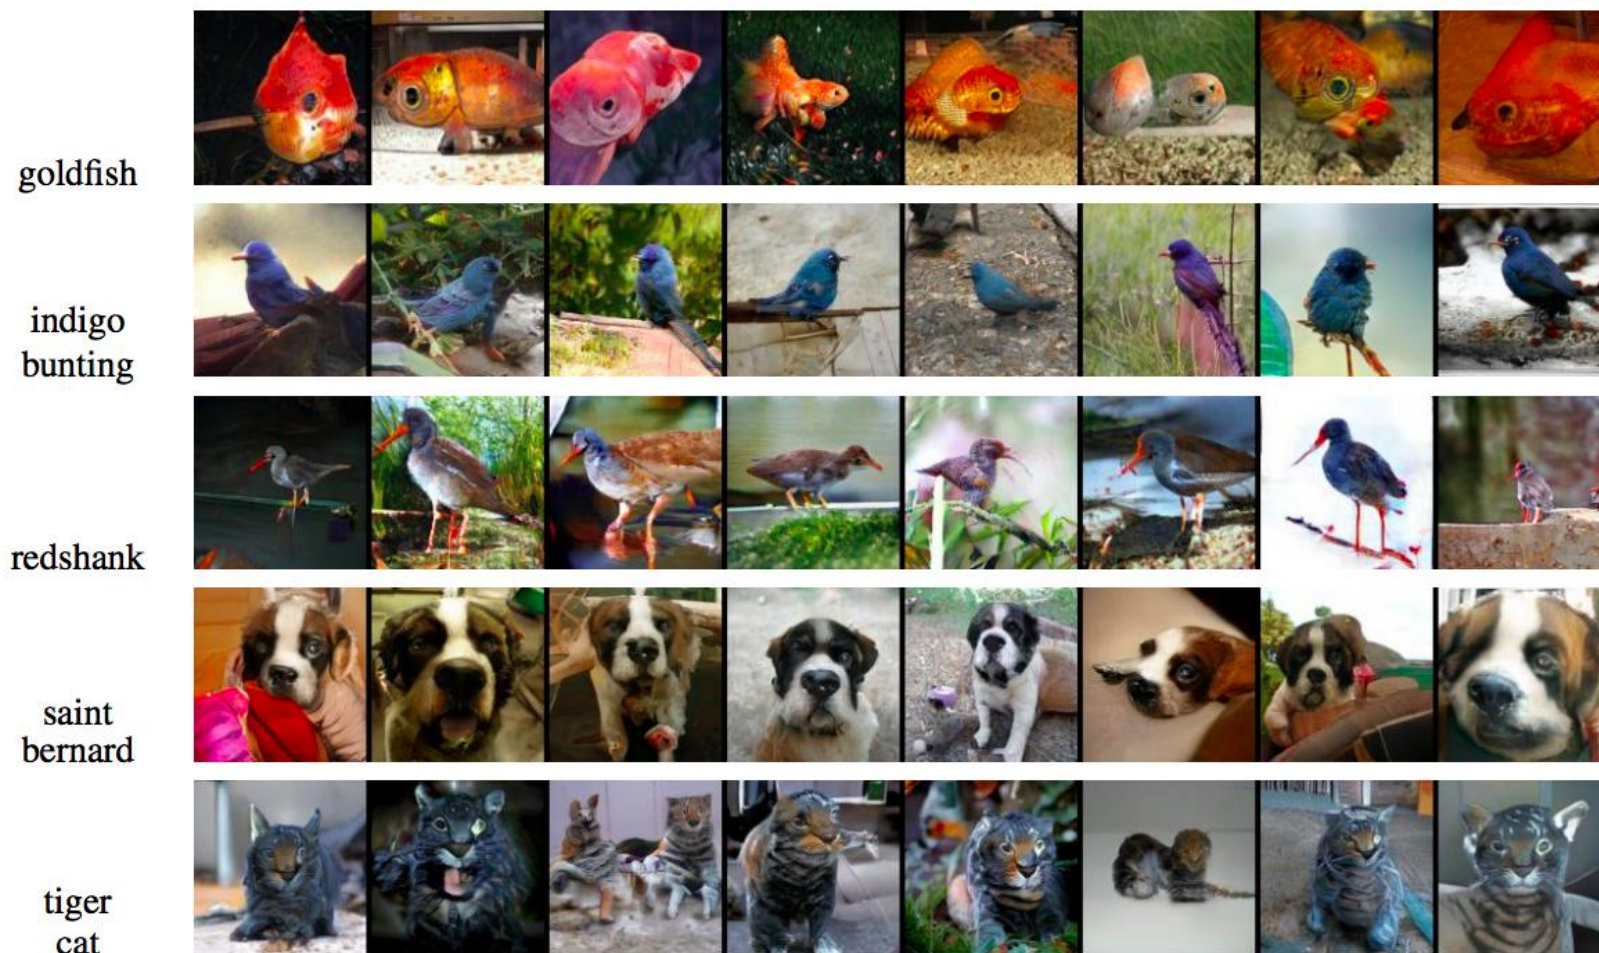 goldfish
indigo
bunting
redshank
saint
bernard
tiger
cat